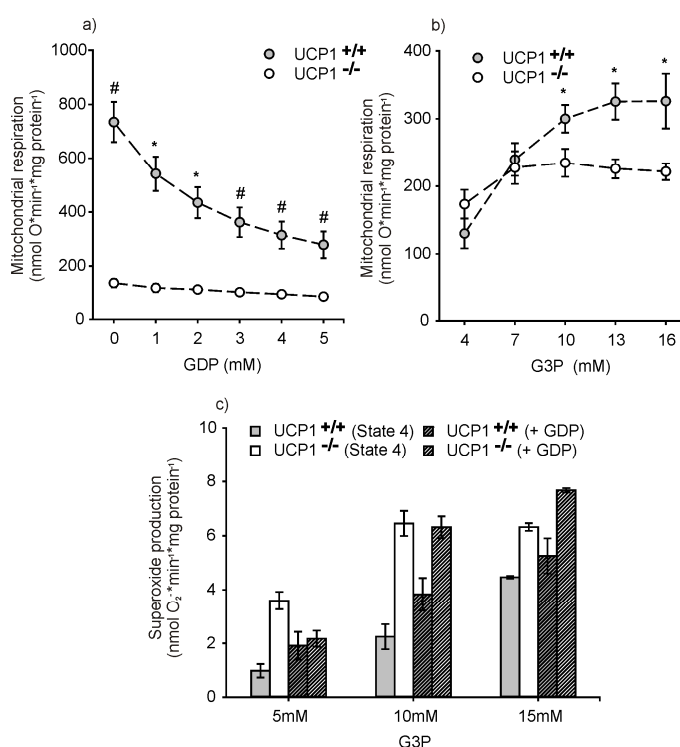 a)
Mitochondrial respiration
(nmol O*min⁻¹*mg protein⁻¹)
1000
800
600
400
200
0
UCP1 +/+
UCP1 -/-
#
*
*
#
#
#
0 1 2 3 4 5
GDP (mM)
b)
Mitochondrial respiration
(nmol O*min⁻¹*mg protein⁻¹)
400
300
200
100
0
UCP1 +/+
UCP1 -/-
*
*
*
4 7 10 13 16
G3P (mM)
c)
UCP1 +/+ (State 4) UCP1 +/+ (+ GDP)
UCP1 -/- (State 4) UCP1 -/- (+ GDP)
Superoxide production
(nmol C₂⁻*min⁻¹*mg protein⁻¹)
8
6
4
2
0
5mM 10mM 15mM
G3P